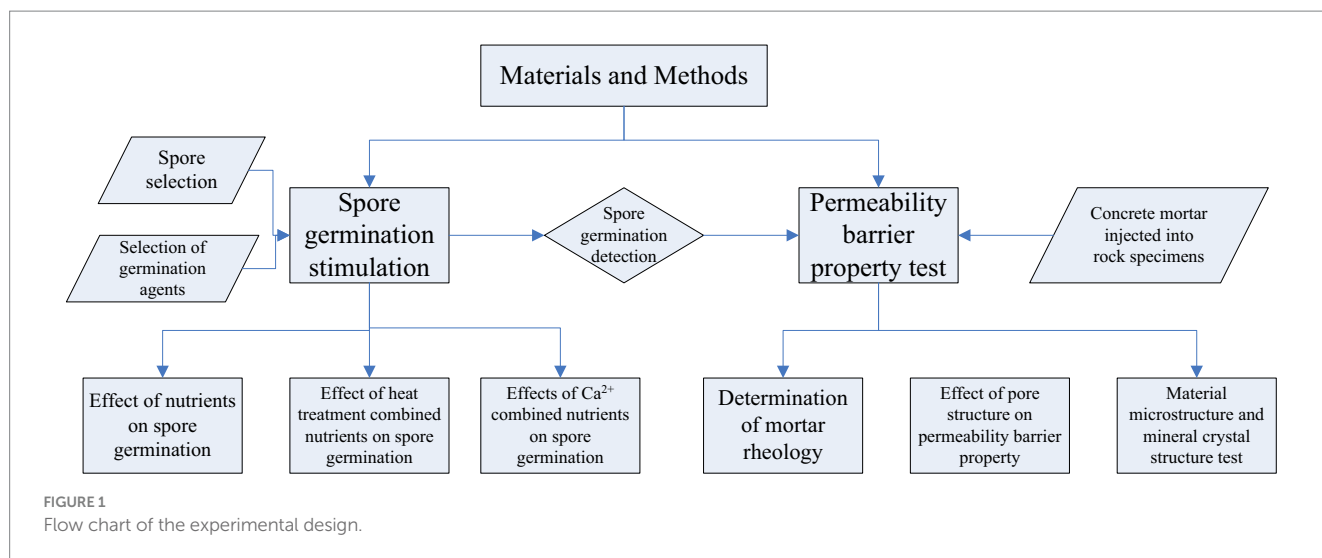 Materials and Methods
Spore
selection
Selection of
germination
agents
Spore
germination
stimulation
Spore
germination
detection
Permeability
barrier
property test
Concrete mortar
injected into
rock specimens
Effect of nutrients
on spore
germination
Effect of heat
treatment combined
nutrients on spore
germination
Effects of Ca²⁺
combined nutrients
on spore
germination
Determination
of mortar
rheology
Effect of pore
structure on
permeability barrier
property
Material
microstructure and
mineral crystal
structure test
FIGURE 1
Flow chart of the experimental design.